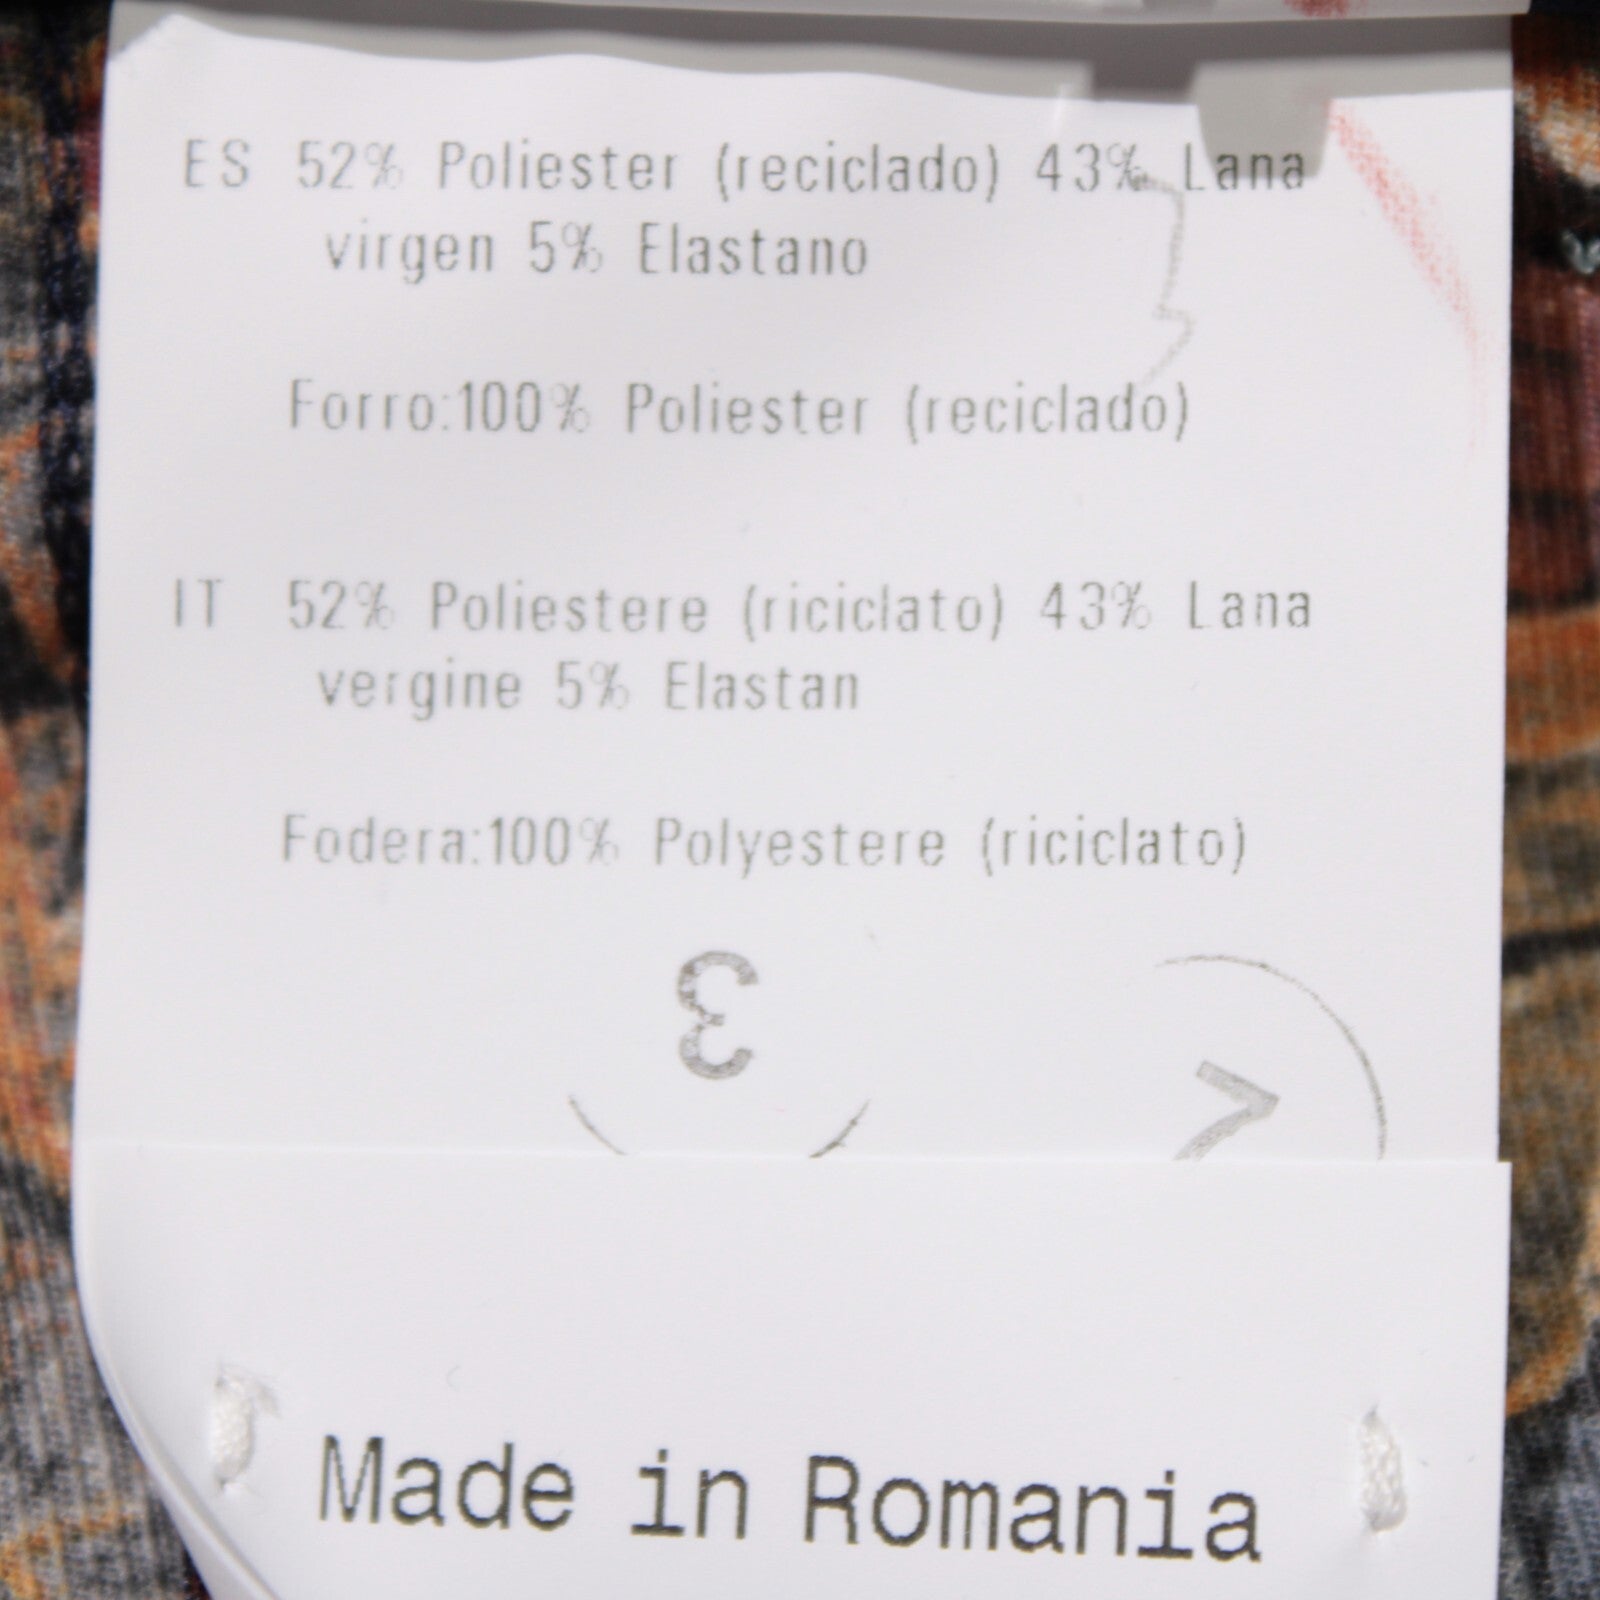 ES 52% Poliester (reciclado) 43% Lana
virgen 5% Elastano
Forro:100% Poliester (reciclado)
IT 52% Poliestere (riciclato) 43% Lana
vergine 5% Elastan
Fodera:100% Polyestere (riciclato)
Made in Romania